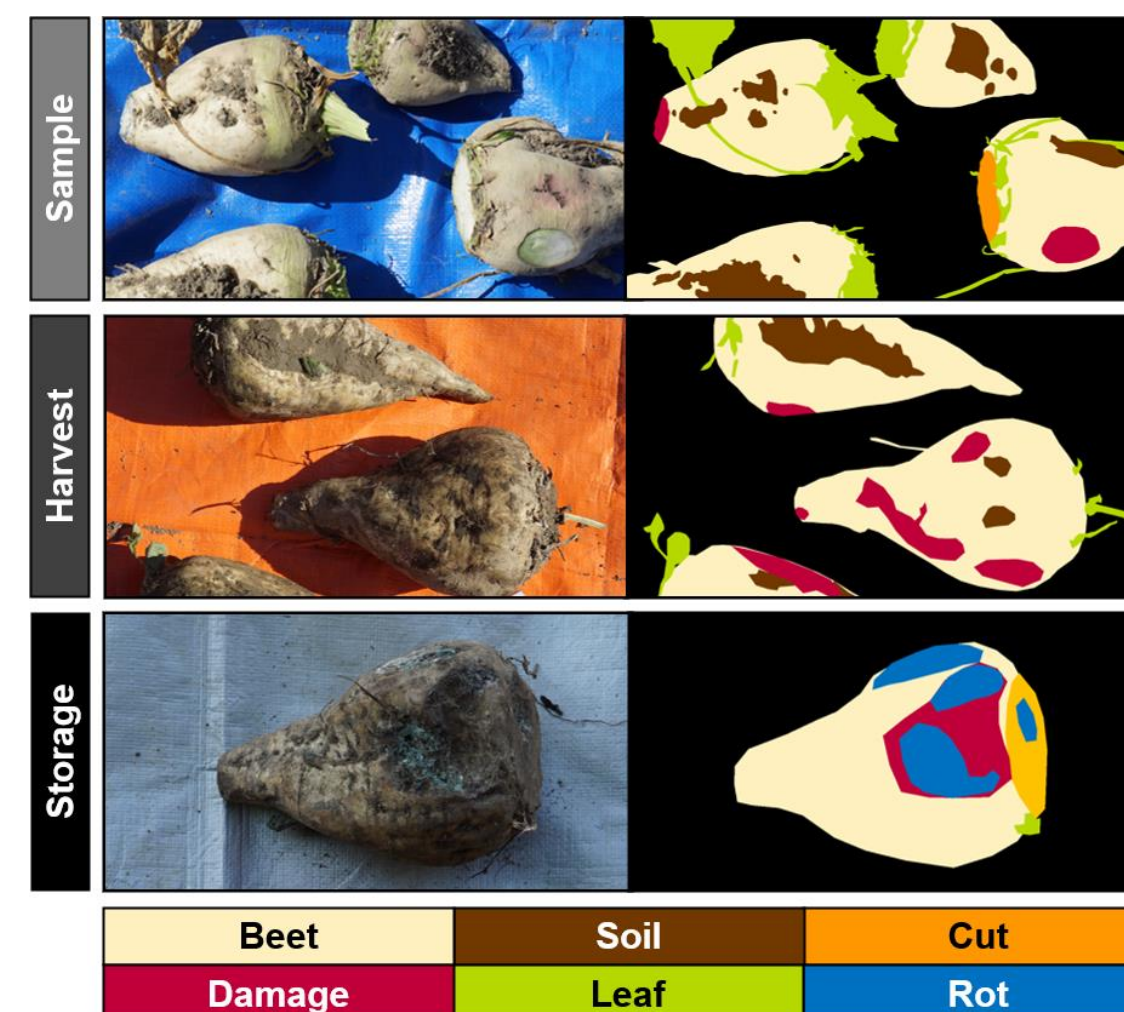 Sample
Harvest
Storage
Beet
Soil
Cut
Damage
Leaf
Rot